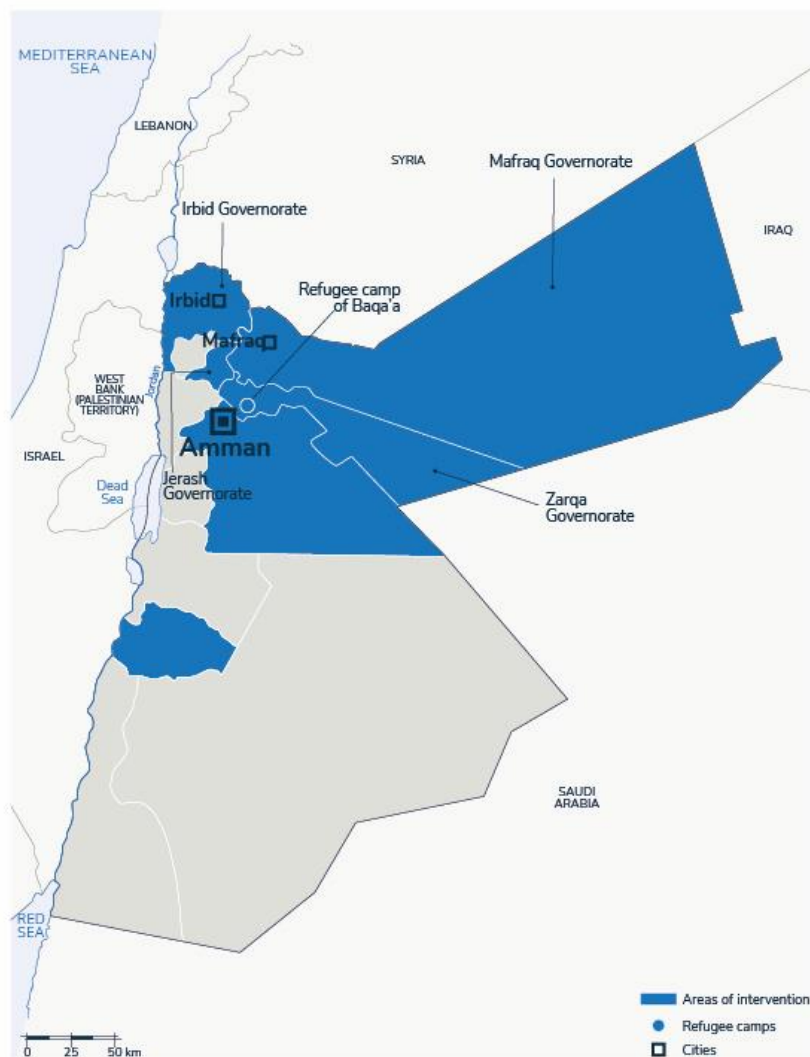 MEDITERRANEAN
SEA
LEBANON
SYRIA
Mafraq Governorate
IRAQ
Irbid Governorate
Refugee camp
of Baqa'a
Irbid
Mafraq
WEST
BANK
(PALESTINIAN
TERRITORY)
Jordan
Amman
ISRAEL
Dead
Sea
Jerash
Governorate
Zarqa
Governorate
SAUDI
ARABIA
RED
SEA
Areas of intervention
Refugee camps
Cities
0 25 50 km